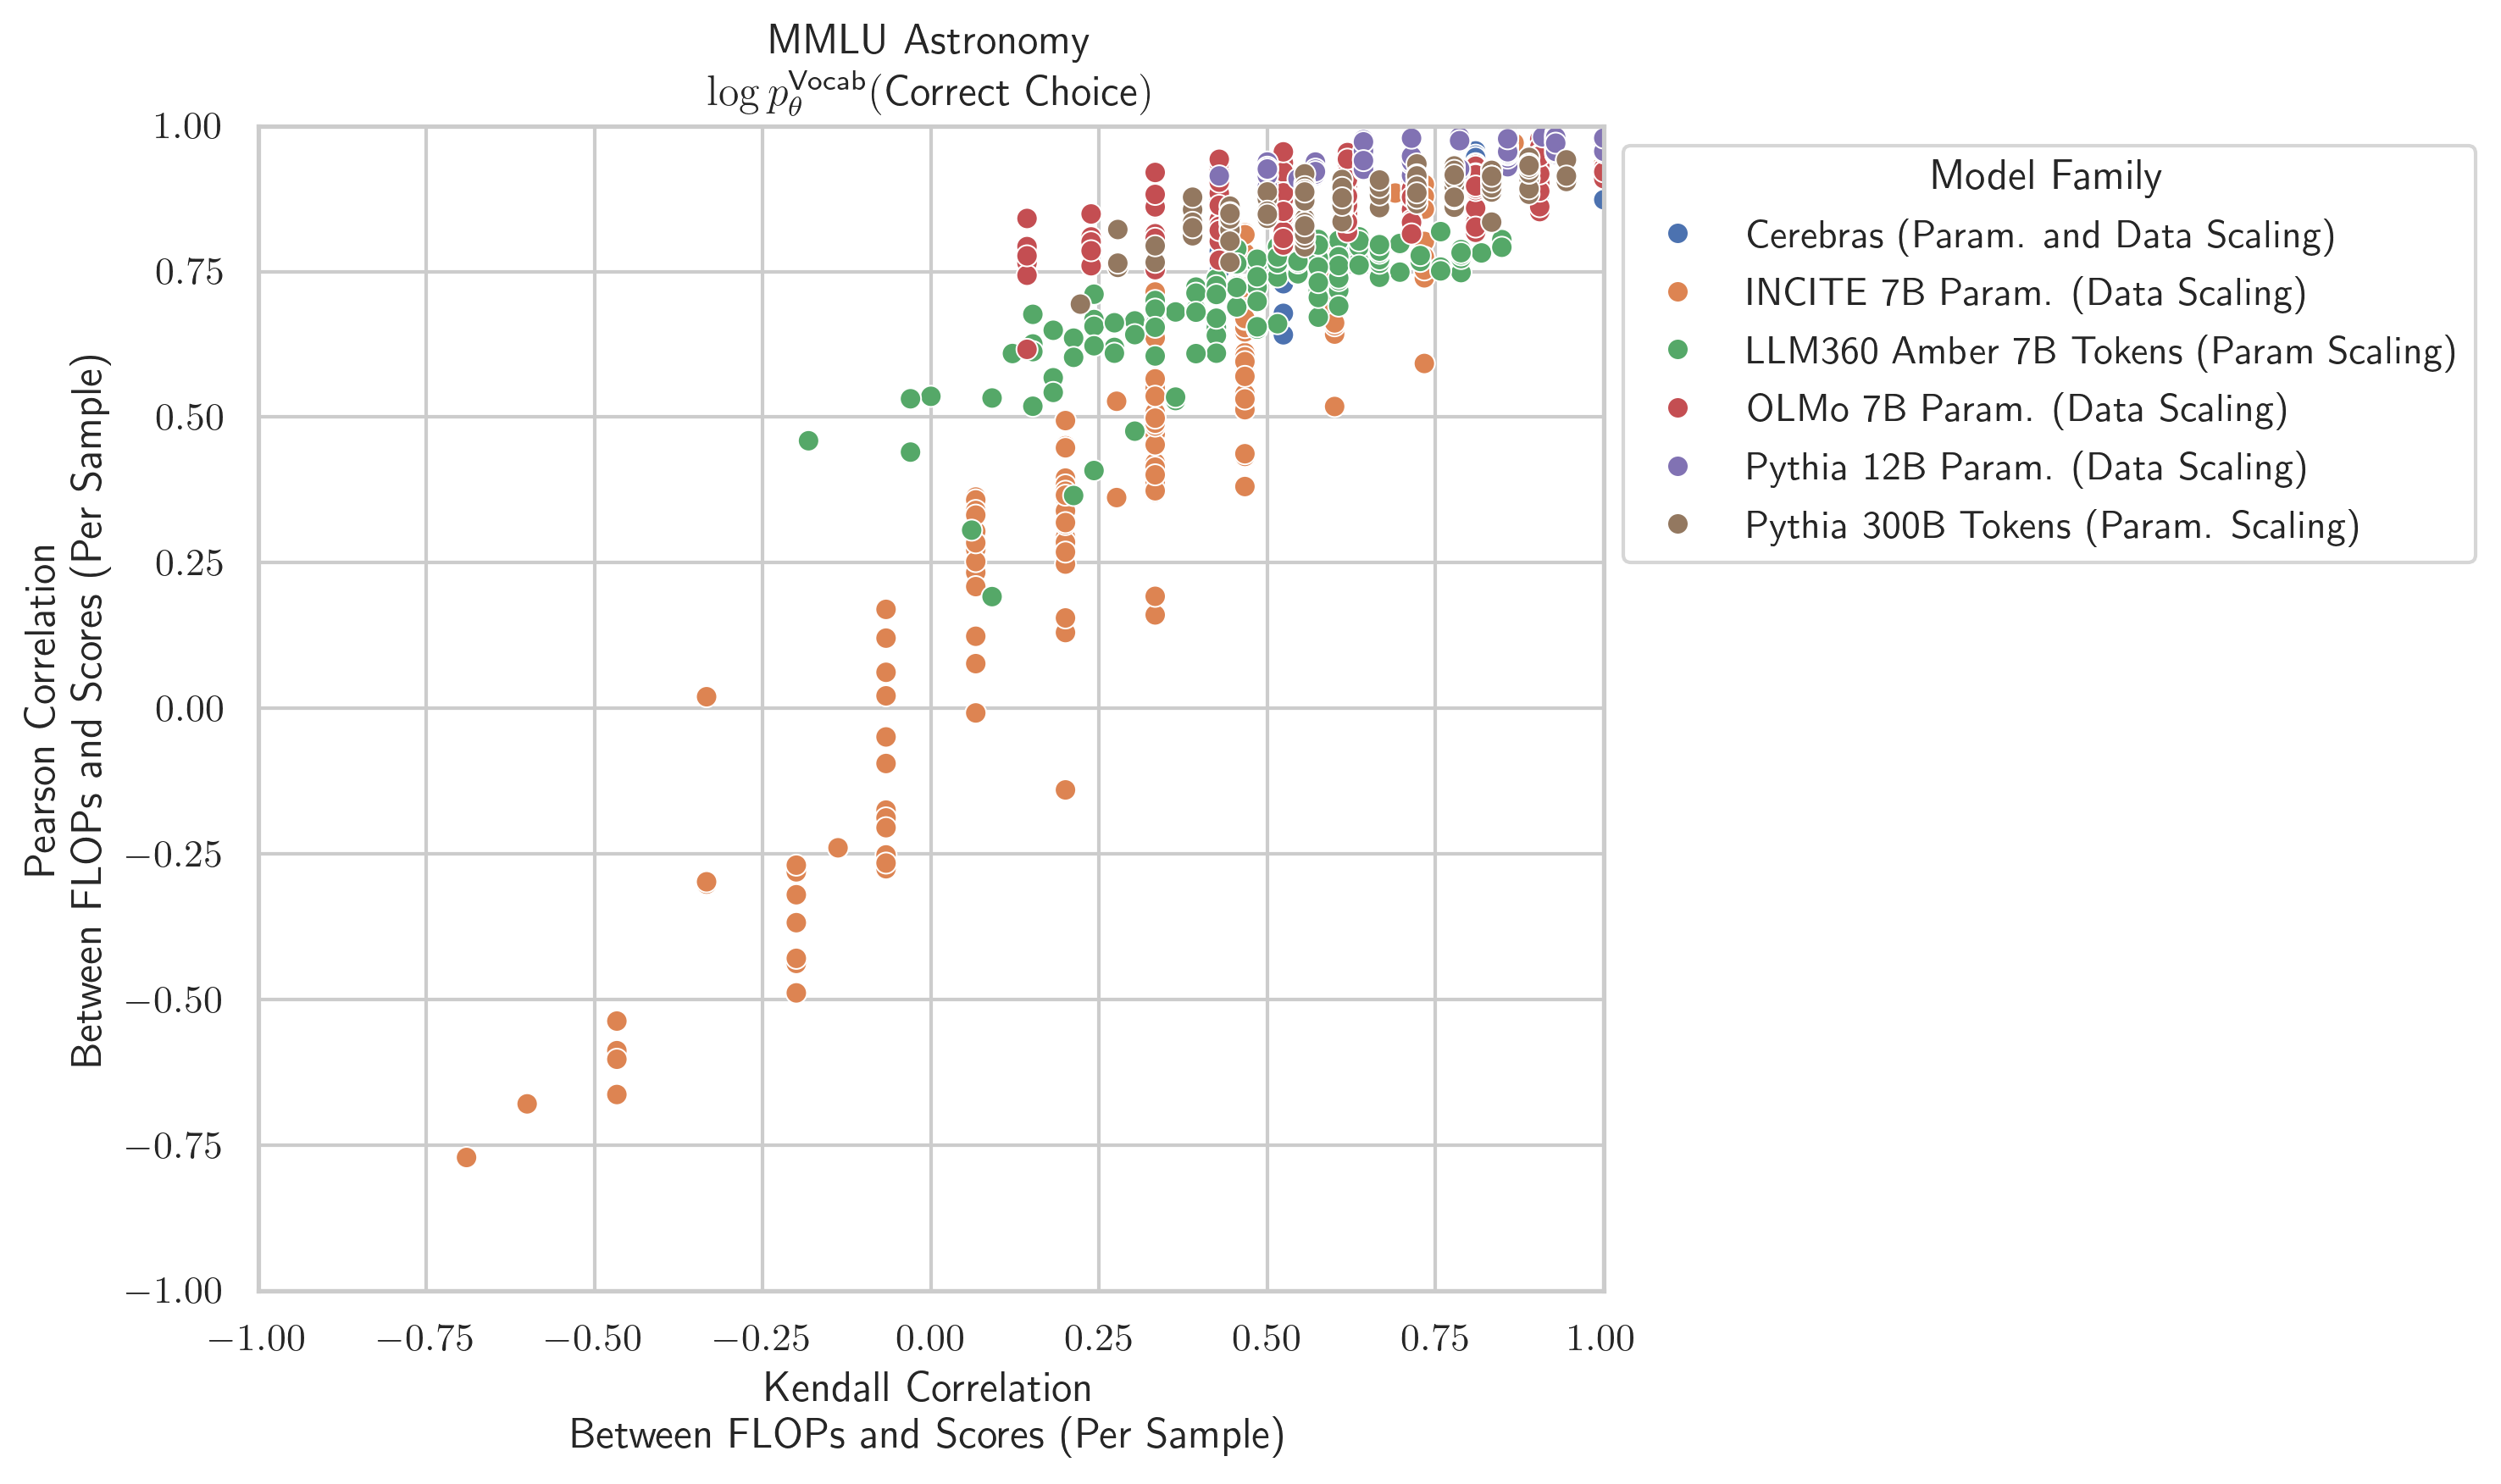 MMLU Astronomy
log p_θ^Vocab(Correct Choice)
1.00
0.75
0.50
0.25
0.00
−0.25
−0.50
−0.75
−1.00
Pearson Correlation
Between FLOPs and Scores (Per Sample)
−1.00 −0.75 −0.50 −0.25 0.00 0.25 0.50 0.75 1.00
Kendall Correlation
Between FLOPs and Scores (Per Sample)
Model Family
Cerebras (Param. and Data Scaling)
INCITE 7B Param. (Data Scaling)
LLM360 Amber 7B Tokens (Param Scaling)
OLMo 7B Param. (Data Scaling)
Pythia 12B Param. (Data Scaling)
Pythia 300B Tokens (Param. Scaling)